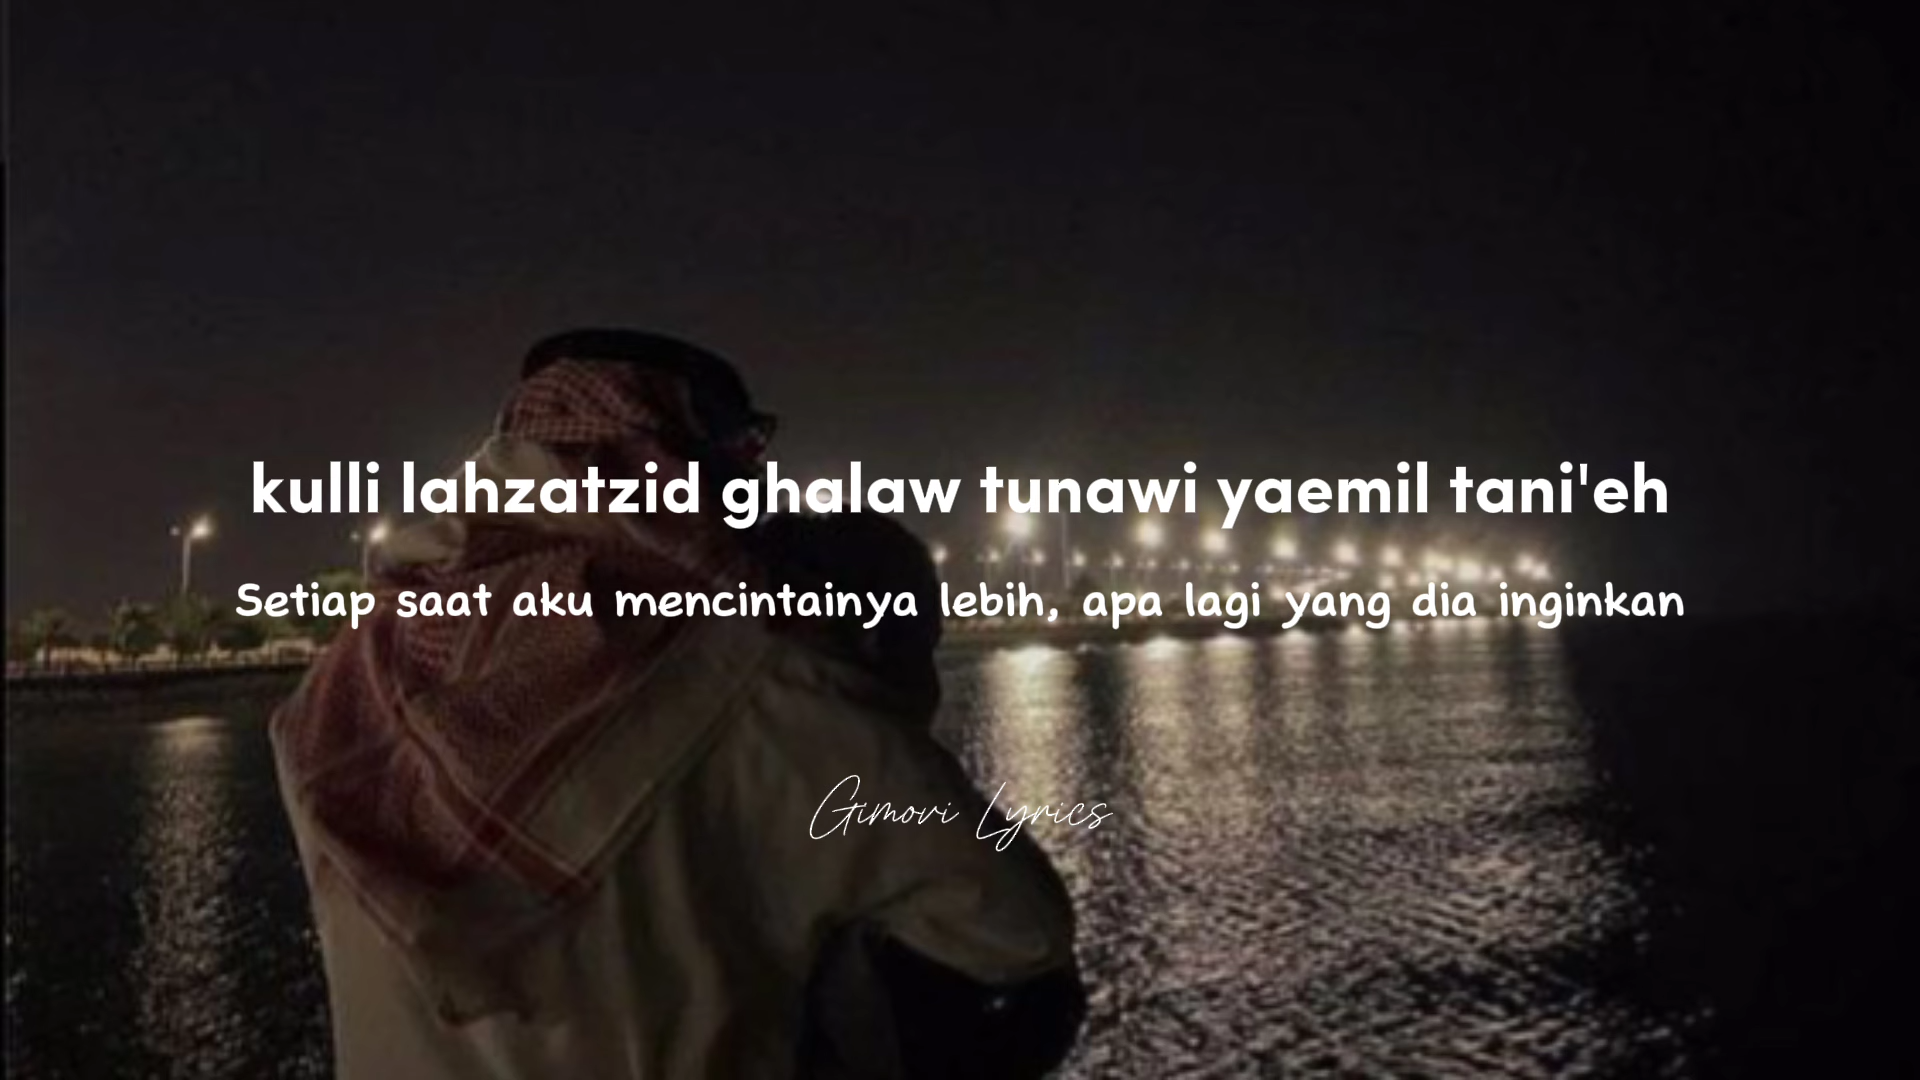 kulli lahzatzid ghalaw tunawi yaemil tani'eh
Setiap saat aku mencintainya lebih, apa lagi yang dia inginkan
Gimovi Lyrics